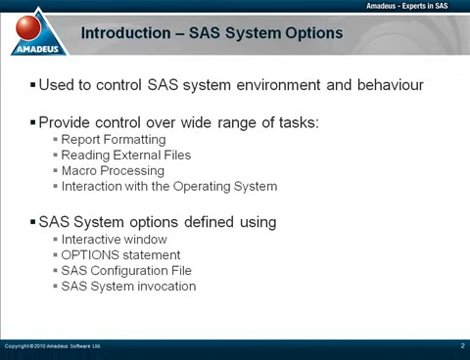 Amadeus - Experts in SAS
AMADEUS
Introduction – SAS System Options
Used to control SAS system environment and behaviour
Provide control over wide range of tasks:
Report Formatting
Reading External Files
Macro Processing
Interaction with the Operating System
SAS System options defined using
Interactive window
OPTIONS statement
SAS Configuration File
SAS System invocation
Copyright © 2010 Amadeus Software Ltd.
2